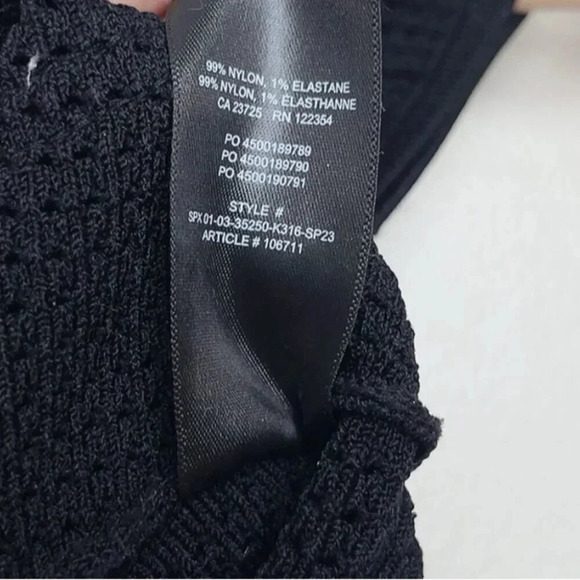 99% NYLON, 1% ELASTANE
99% NYLON, 1% ELASTHANNE
CA 23725 RN 122354
PO 4500189789
PO 4500189790
PO 4500190791
STYLE #
SPX01-03-35250-K316-SP23
ARTICLE # 106711